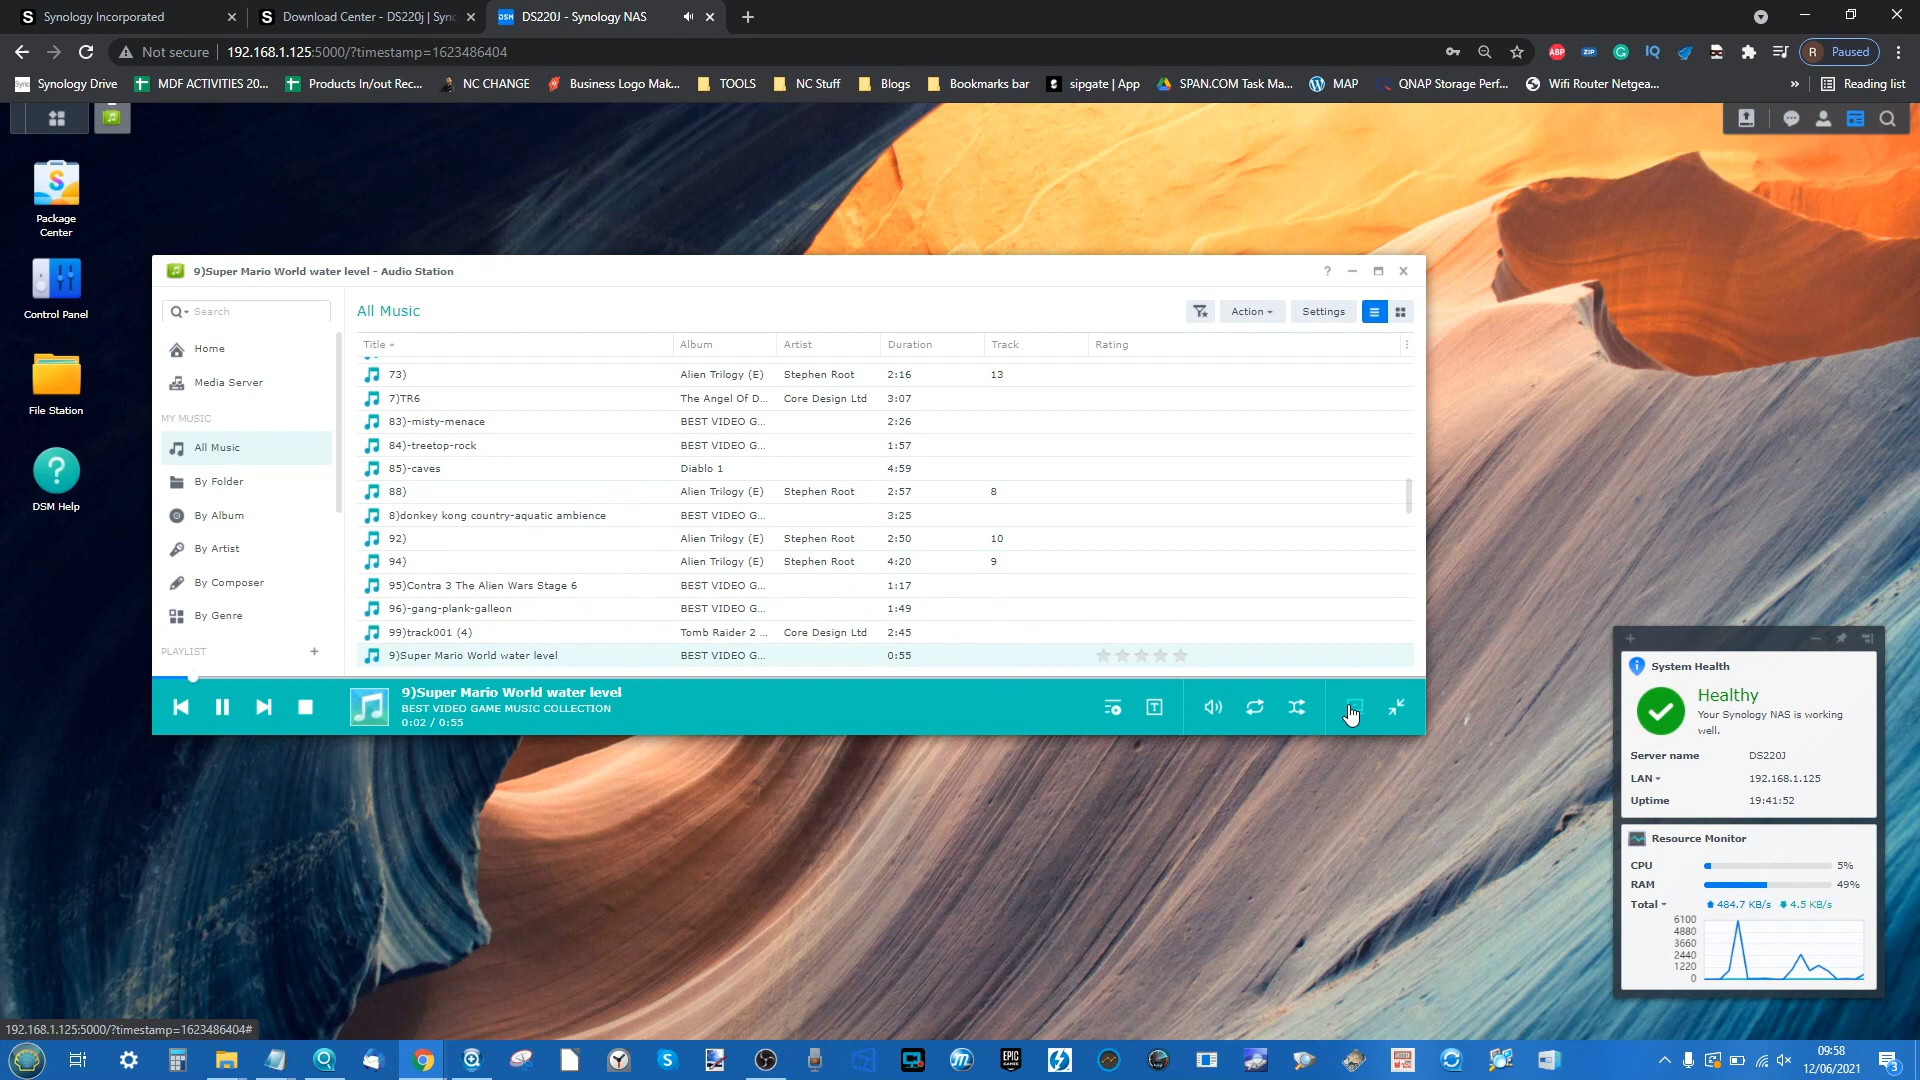 Synology Incorporated
Download Center - DS220j | Syno
DS220J - Synology NAS
Not secure
192.168.1.125:5000/?timestamp=1623486404
ABP
ZIP
IQ
R Paused
Synology Drive
MDF ACTIVITIES 20...
Products In/out Rec...
NC CHANGE
Business Logo Mak...
TOOLS
NC Stuff
Blogs
Bookmarks bar
sipgate | App
SPAN.COM Task Ma...
MAP
QNAP Storage Perf...
Wifi Router Netgea...
»
Reading list
Package
Center
Control Panel
File Station
DSM Help
9)Super Mario World water level - Audio Station
?
Search
Home
Media Server
MY MUSIC
All Music
By Folder
By Album
By Artist
By Composer
By Genre
PLAYLIST +
All Music
Action
Settings
Title Album Artist Duration Track Rating
73) Alien Trilogy (E) Stephen Root 2:16 13
7)TR6 The Angel Of D... Core Design Ltd 3:07
83)-misty-menace BEST VIDEO G... 2:26
84)-treetop-rock BEST VIDEO G... 1:57
85)-caves Diablo 1 4:59
88) Alien Trilogy (E) Stephen Root 2:57 8
8)donkey kong country-aquatic ambience BEST VIDEO G... 3:25
92) Alien Trilogy (E) Stephen Root 2:50 10
94) Alien Trilogy (E) Stephen Root 4:20 9
95)Contra 3 The Alien Wars Stage 6 BEST VIDEO G... 1:17
96)-gang-plank-galleon BEST VIDEO G... 1:49
99)track001 (4) Tomb Raider 2 ... Core Design Ltd 2:45
9)Super Mario World water level BEST VIDEO G... 0:55
9)Super Mario World water level
BEST VIDEO GAME MUSIC COLLECTION
0:02 / 0:55
System Health
Healthy
Your Synology NAS is working
well.
Server name DS220J
LAN 192.168.1.125
Uptime 19:41:52
Resource Monitor
CPU 5%
RAM 49%
Total 484.7 KB/s 4.5 KB/s
6100
4880
3660
2440
1220
0
192.168.1.125:5000/?timestamp=1623486404#
EPIC
GAMES
09:58
12/06/2021
3